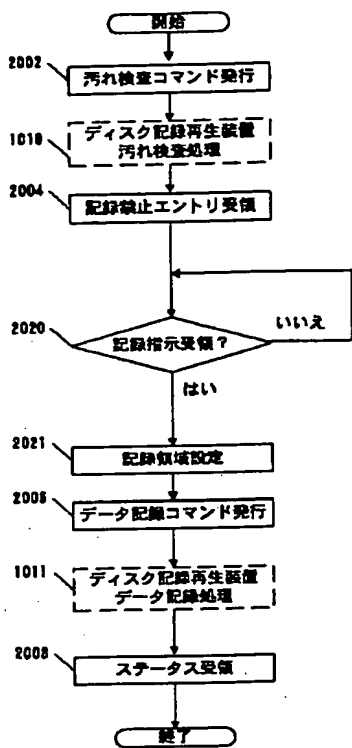 開始
2002
汚れ検査コマンド発行
1010
ディスク記録再生装置
汚れ検査処理
2004
記録禁止エントリ受領
2020
記録指示受領？
いいえ
はい
2021
記録領域設定
2006
データ記録コマンド発行
1011
ディスク記録再生装置
データ記録処理
2008
ステータス受領
終了